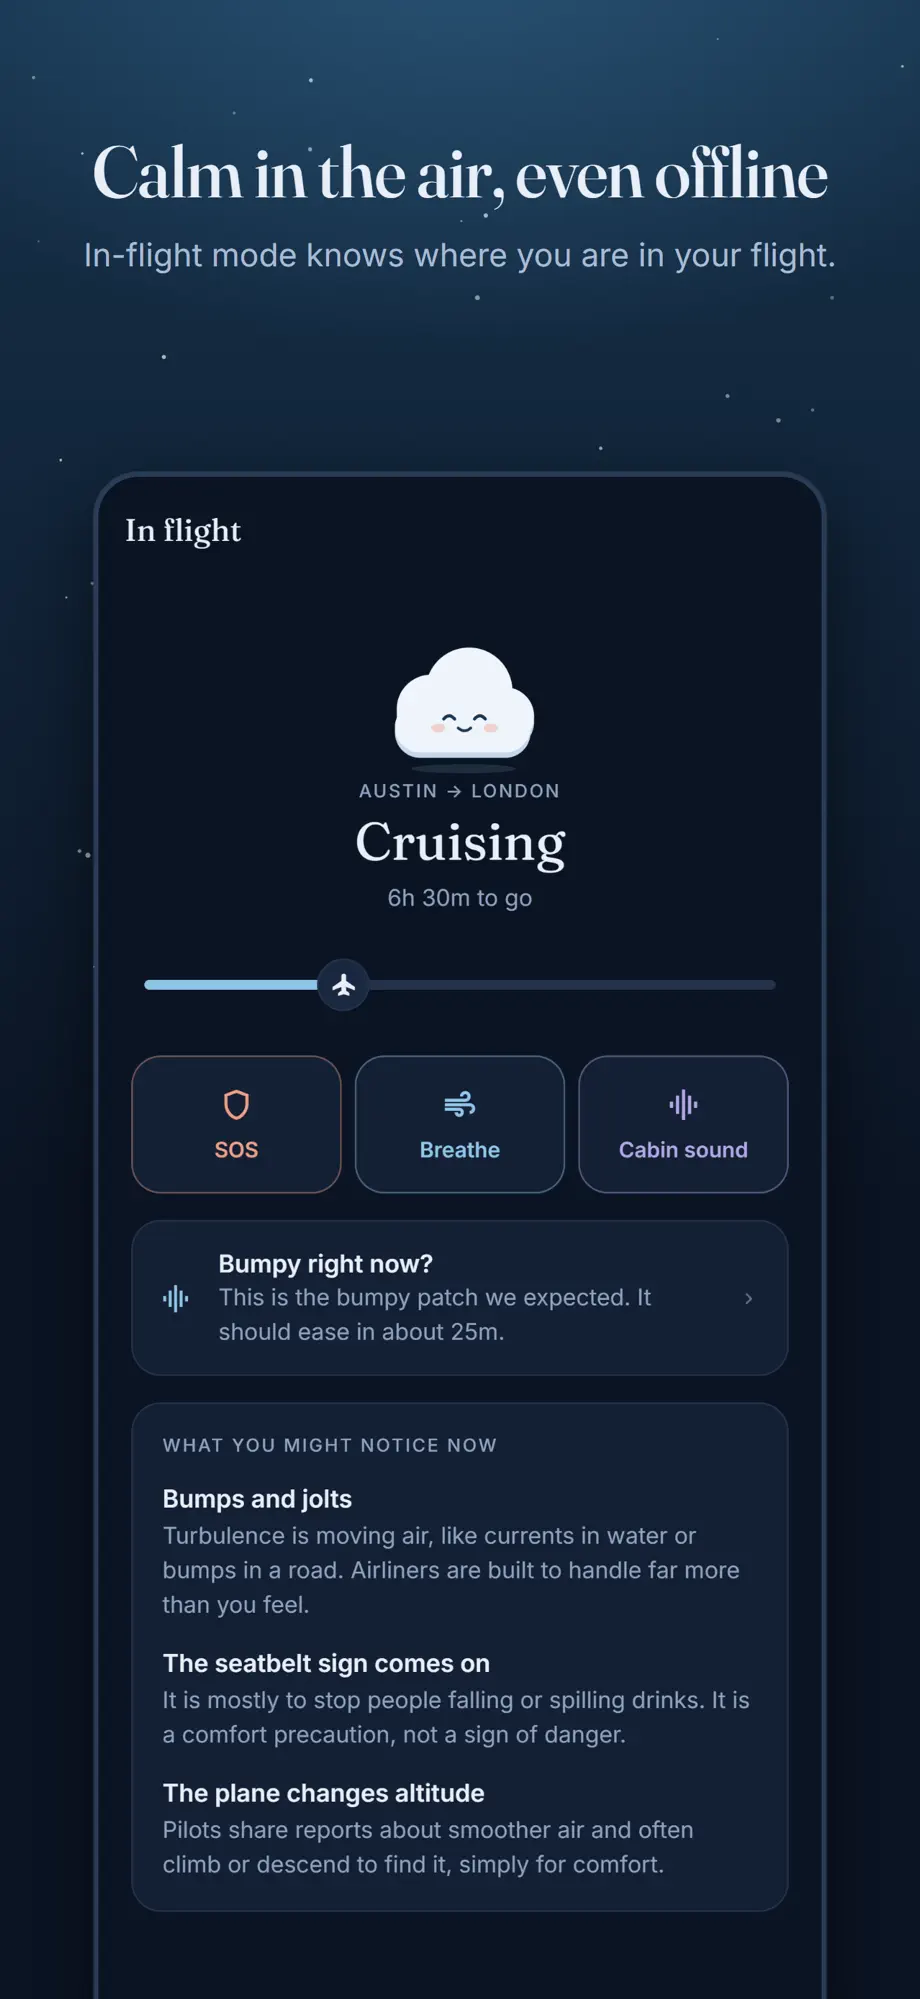 Calm in the air, even offline
In-flight mode knows where you are in your flight.
In flight
AUSTIN → LONDON
Cruising
6h 30m to go
SOS
Breathe
Cabin sound
Bumpy right now?
This is the bumpy patch we expected. It
should ease in about 25m.
WHAT YOU MIGHT NOTICE NOW
Bumps and jolts
Turbulence is moving air, like currents in water or
bumps in a road. Airliners are built to handle far more
than you feel.
The seatbelt sign comes on
It is mostly to stop people falling or spilling drinks. It is
a comfort precaution, not a sign of danger.
The plane changes altitude
Pilots share reports about smoother air and often
climb or descend to find it, simply for comfort.